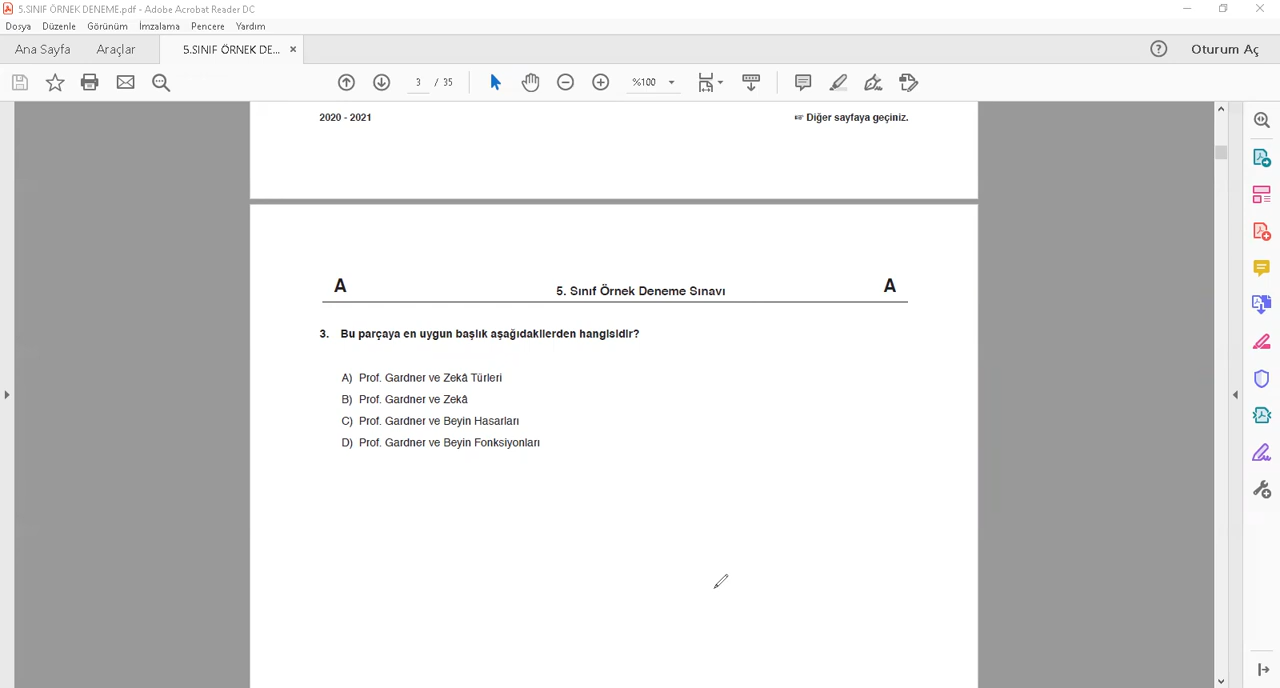 5.SINIF ÖRNEK DENEME.pdf - Adobe Acrobat Reader DC
Dosya Düzenle Görünüm İmzalama Pencere Yardım
Ana Sayfa Araçlar 5.SINIF ÖRNEK DE... × Oturum Aç
3 / 35 %100
2020 - 2021 ☞ Diğer sayfaya geçiniz.
A 5. Sınıf Örnek Deneme Sınavı A
3. Bu parçaya en uygun başlık aşağıdakilerden hangisidir?
A) Prof. Gardner ve Zekâ Türleri
B) Prof. Gardner ve Zekâ
C) Prof. Gardner ve Beyin Hasarları
D) Prof. Gardner ve Beyin Fonksiyonları